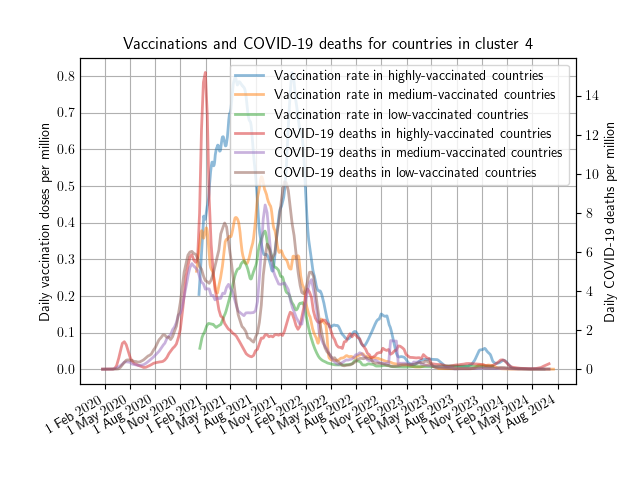 Vaccinations and COVID-19 deaths for countries in cluster 4
Vaccination rate in highly-vaccinated countries
Vaccination rate in medium-vaccinated countries
Vaccination rate in low-vaccinated countries
COVID-19 deaths in highly-vaccinated countries
COVID-19 deaths in medium-vaccinated countries
COVID-19 deaths in low-vaccinated countries
Daily vaccination doses per million
0.8
0.7
0.6
0.5
0.4
0.3
0.2
0.1
0.0
Daily COVID-19 deaths per million
14
12
10
8
6
4
2
0
1 Feb 2020
1 May 2020
1 Aug 2020
1 Nov 2020
1 Feb 2021
1 May 2021
1 Aug 2021
1 Nov 2021
1 Feb 2022
1 May 2022
1 Aug 2022
1 Nov 2022
1 Feb 2023
1 May 2023
1 Aug 2023
1 Nov 2023
1 Feb 2024
1 May 2024
1 Aug 2024